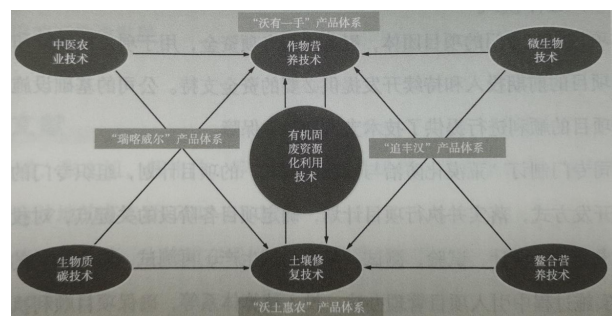 “沃有一手”产品体系
中医农
业技术
作物营
养技术
微生物
技术
“瑞喀威尔”产品体系
有机固
废资源
化利用
技术
“追丰汉”产品体系
生物质
碳技术
土壤修
复技术
螯合营
养技术
“沃土惠农”产品体系